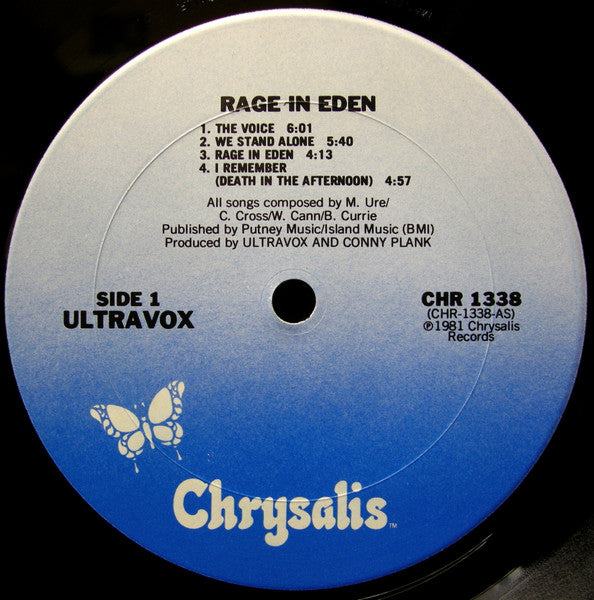 RAGE IN EDEN
1. THE VOICE 6:01
2. WE STAND ALONE 5:40
3. RAGE IN EDEN 4:13
4. I REMEMBER
(DEATH IN THE AFTERNOON) 4:57
All songs composed by M. Ure/
C. Cross/W. Cann/B. Currie
Published by Putney Music/Island Music (BMI)
Produced by ULTRAVOX AND CONNY PLANK
SIDE 1
ULTRAVOX
CHR 1338
(CHR-1338-AS)
℗1981 Chrysalis
Records
Chrysalis™